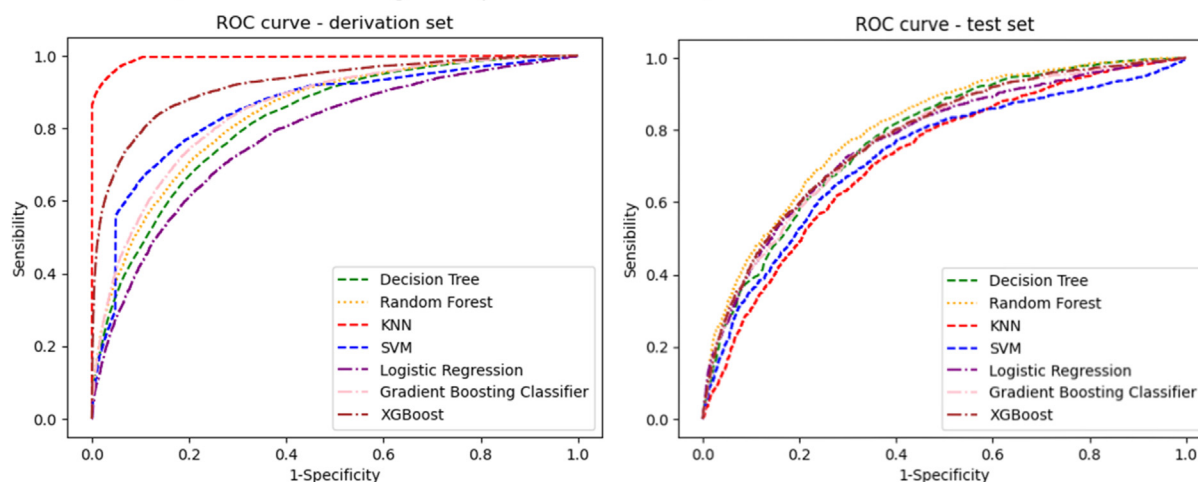 ROC curve - derivation set
1.0
0.8
0.6
0.4
0.2
0.0
Sensibility
Decision Tree
Random Forest
KNN
SVM
Logistic Regression
Gradient Boosting Classifier
XGBoost
0.0 0.2 0.4 0.6 0.8 1.0
1-Specificity
ROC curve - test set
1.0
0.8
0.6
0.4
0.2
0.0
Sensibility
Decision Tree
Random Forest
KNN
SVM
Logistic Regression
Gradient Boosting Classifier
XGBoost
0.0 0.2 0.4 0.6 0.8 1.0
1-Specificity